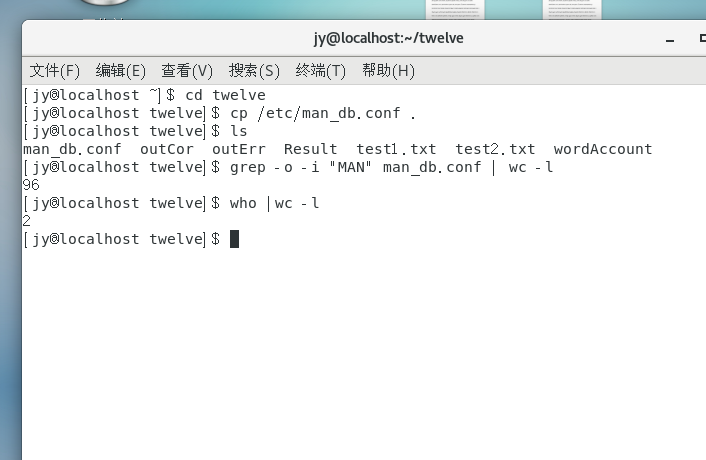 jy@localhost:~/twelve
文件(F) 编辑(E) 查看(V) 搜索(S) 终端(T) 帮助(H)
[jy@localhost ~]$ cd twelve
[jy@localhost twelve]$ cp /etc/man_db.conf .
[jy@localhost twelve]$ ls
man_db.conf outCor outErr Result test1.txt test2.txt wordAccount
[jy@localhost twelve]$ grep -o -i "MAN" man_db.conf | wc -l
96
[jy@localhost twelve]$ who |wc -l
2
[jy@localhost twelve]$